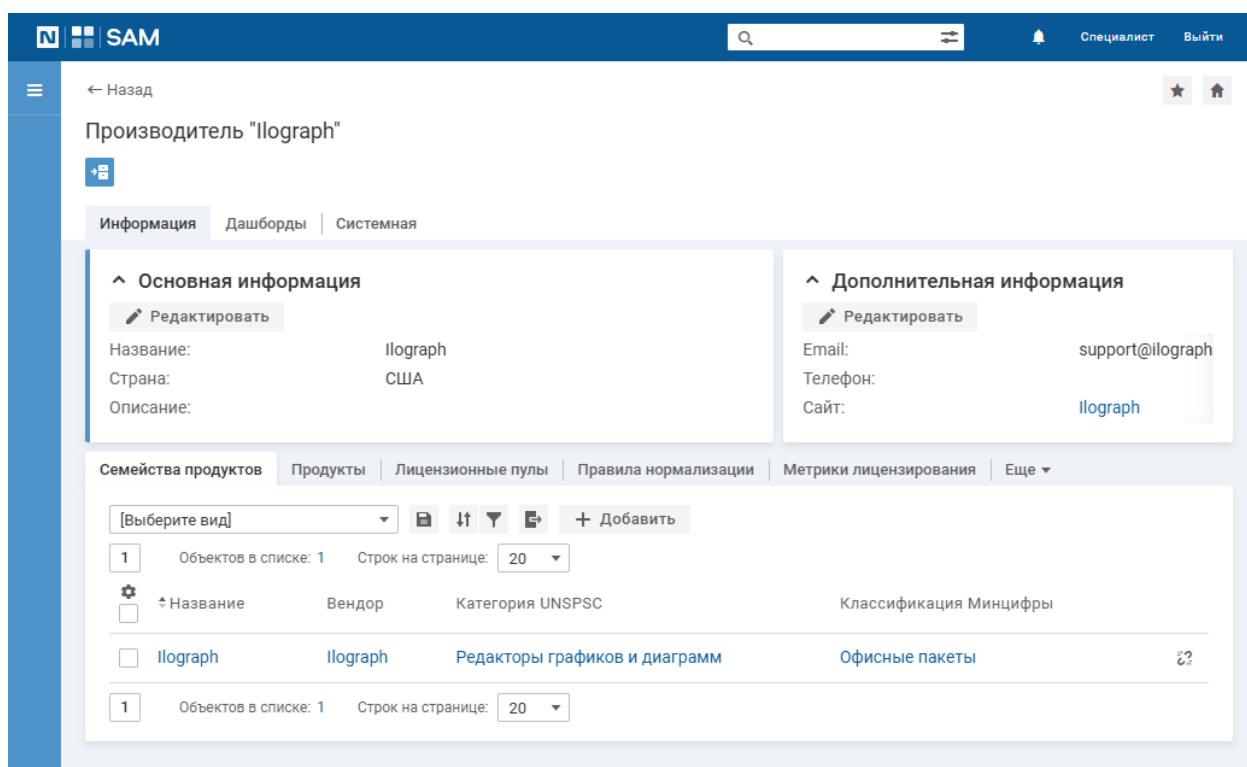 N SAM Специалист Выйти
← Назад
Производитель "Ilograph"
Информация Дашборды Системная
Основная информация
Редактировать
Название: Ilograph
Страна: США
Описание:
Дополнительная информация
Редактировать
Email: support@ilograph
Телефон:
Сайт: Ilograph
Семейства продуктов Продукты Лицензионные пулы Правила нормализации Метрики лицензирования Еще
[Выберите вид] + Добавить
1 Объектов в списке: 1 Строк на странице: 20
Название Вендор Категория UNSPSC Классификация Минцифры
Ilograph Ilograph Редакторы графиков и диаграмм Офисные пакеты
1 Объектов в списке: 1 Строк на странице: 20